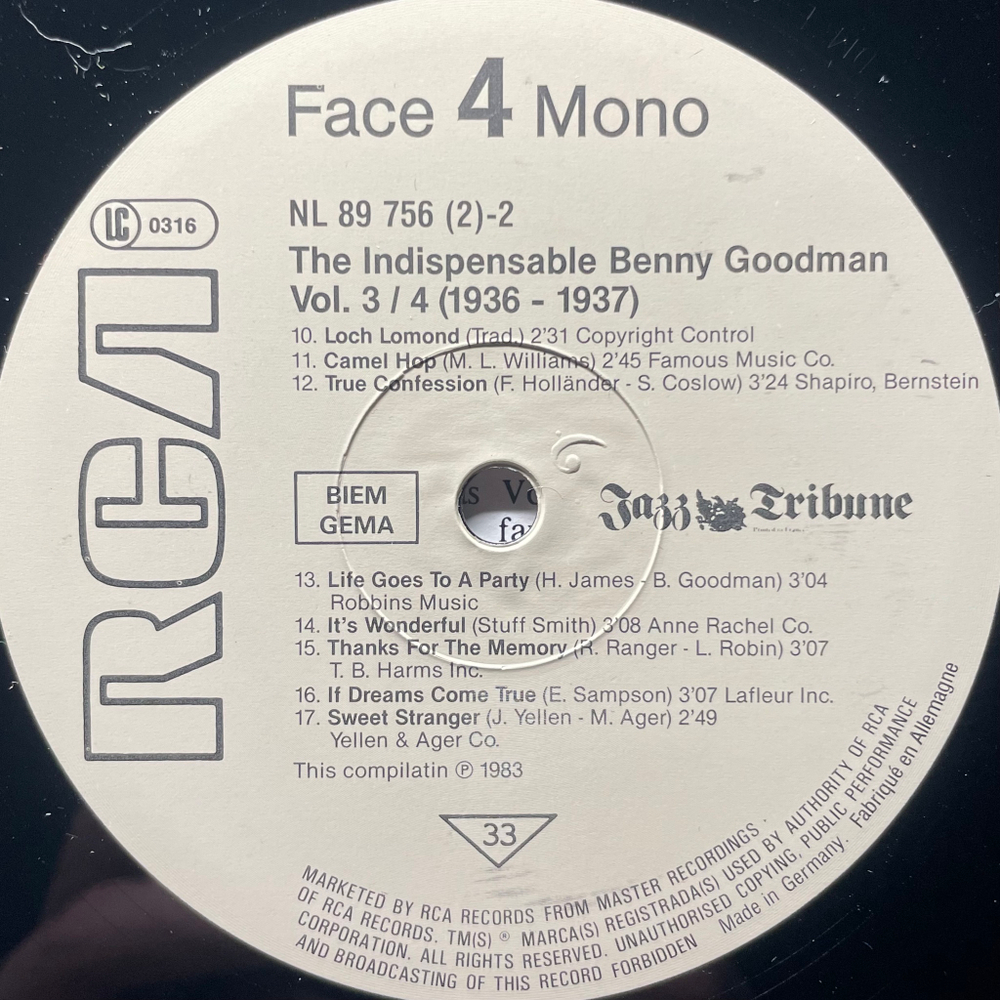 Face 4 Mono
LC 0316
NL 89 756 (2)-2
The Indispensable Benny Goodman
Vol. 3 / 4 (1936 - 1937)
10. Loch Lomond (Trad.) 2'31 Copyright Control
11. Camel Hop (M. L. Williams) 2'45 Famous Music Co.
12. True Confession (F. Holländer - S. Coslow) 3'24 Shapiro, Bernstein
RCA
BIEM
GEMA
s Vo
fa
Jazz Tribune
13. Life Goes To A Party (H. James - B. Goodman) 3'04
Robbins Music
14. It's Wonderful (Stuff Smith) 3'08 Anne Rachel Co.
15. Thanks For The Memory (R. Ranger - L. Robin) 3'07
T. B. Harms Inc.
16. If Dreams Come True (E. Sampson) 3'07 Lafleur Inc.
17. Sweet Stranger (J. Yellen - M. Ager) 2'49
Yellen & Ager Co.
This compilatin ℗ 1983
33
MARKETED BY RCA RECORDS FROM MASTER RECORDINGS
OF RCA RECORDS. TM(S) ® MARCA(S) REGISTRADA(S) USED BY AUTHORITY OF RCA
CORPORATION. ALL RIGHTS RESERVED. UNAUTHORISED COPYING, PUBLIC PERFORMANCE
AND BROADCASTING OF THIS RECORD FORBIDDEN Made in Germany. Fabriqué en Allemagne